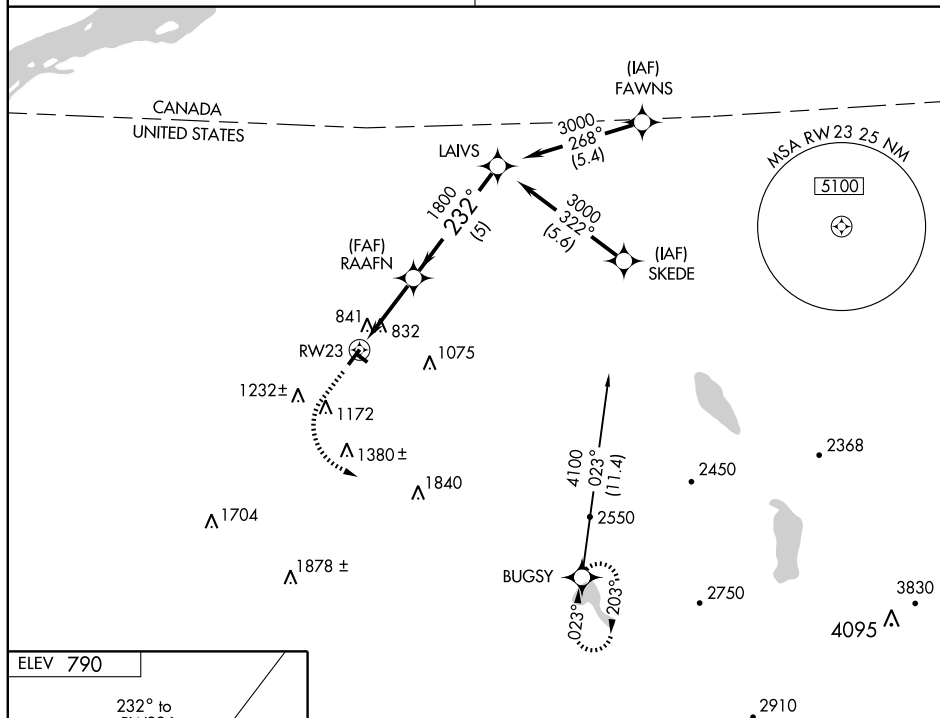 (IAF)
FAWNS
CANADA
UNITED STATES
3000
268°
(5.4)
LAIVS
MSA RW 23 25 NM
5100
1800
232°
(5)
3000
322°
(5.6)
(FAF)
RAAFN
(IAF)
SKEDE
841
832
RW23
1075
1232 ±
1172
1380 ±
4100
023°
(11.4)
2450
2368
1840
1704
2550
1878 ±
BUGSY
023°
203°
2750
3830
4095
ELEV 790
232° to
2910